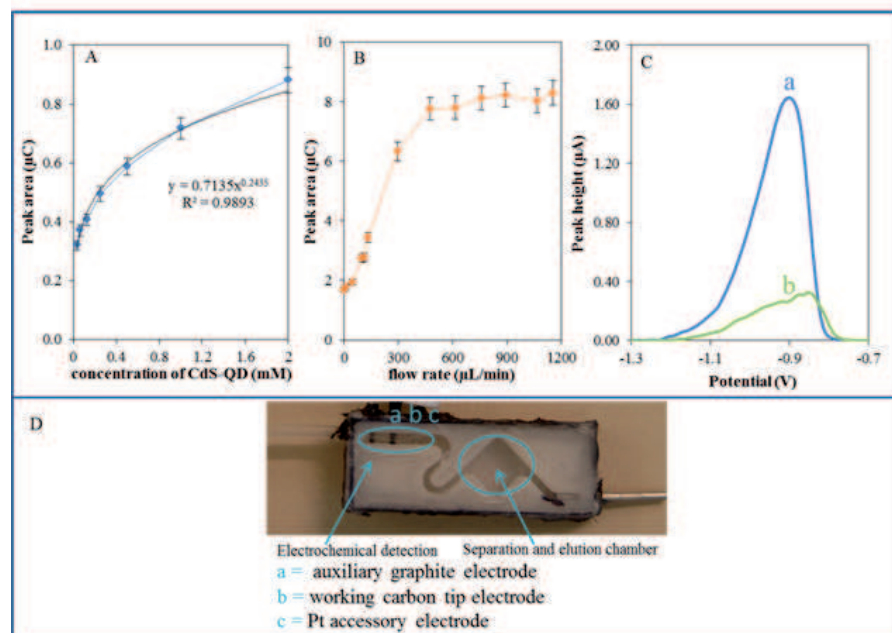 A
Peak area (µC)
1.0
0.8
0.6
0.4
0.2
0.0
y = 0.7135x^0.2435
R² = 0.9893
0 0.4 0.8 1.2 1.6 2
concentration of CdS-QD (mM)
B
Peak area (µC)
10
8
6
4
2
0
0 300 600 900 1200
flow rate (µL/min)
C
Peak height (µA)
2.00
1.60
1.20
0.80
0.40
0.00
a
b
-1.3 -1.1 -0.9 -0.7
Potential (V)
D
a b c
Electrochemical detection
Separation and elution chamber
a = auxiliary graphite electrode
b = working carbon tip electrode
c = Pt accessory electrode